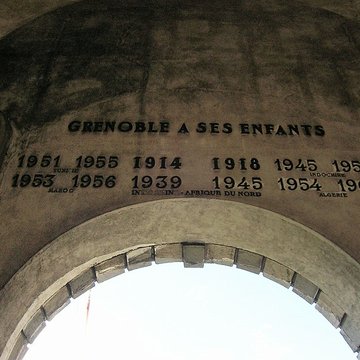 GRENOBLE A SES ENFANTS
1951 1955 1914 1918 1945 195
TUNISIE INDOCHINE
1953 1956 1939 1945 1954 19
MAROC AFRIQUE DU NORD ALGERIE